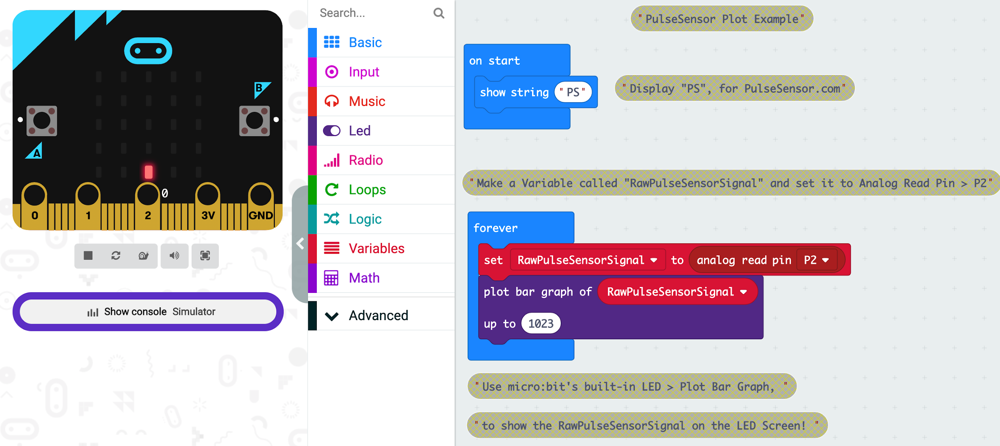 B
A
0
0
1
2
3V
GND
Show console Simulator
Search...
Basic
Input
Music
Led
Radio
Loops
Logic
Variables
Math
Advanced
"PulseSensor Plot Example"
on start
show string "PS"
"Display "PS", for PulseSensor.com"
"Make a Variable called "RawPulseSensorSignal" and set it to Analog Read Pin > P2"
forever
set RawPulseSensorSignal to analog read pin P2
plot bar graph of RawPulseSensorSignal
up to 1023
"Use micro:bit's built-in LED > Plot Bar Graph, "
"to show the RawPulseSensorSignal on the LED Screen! "